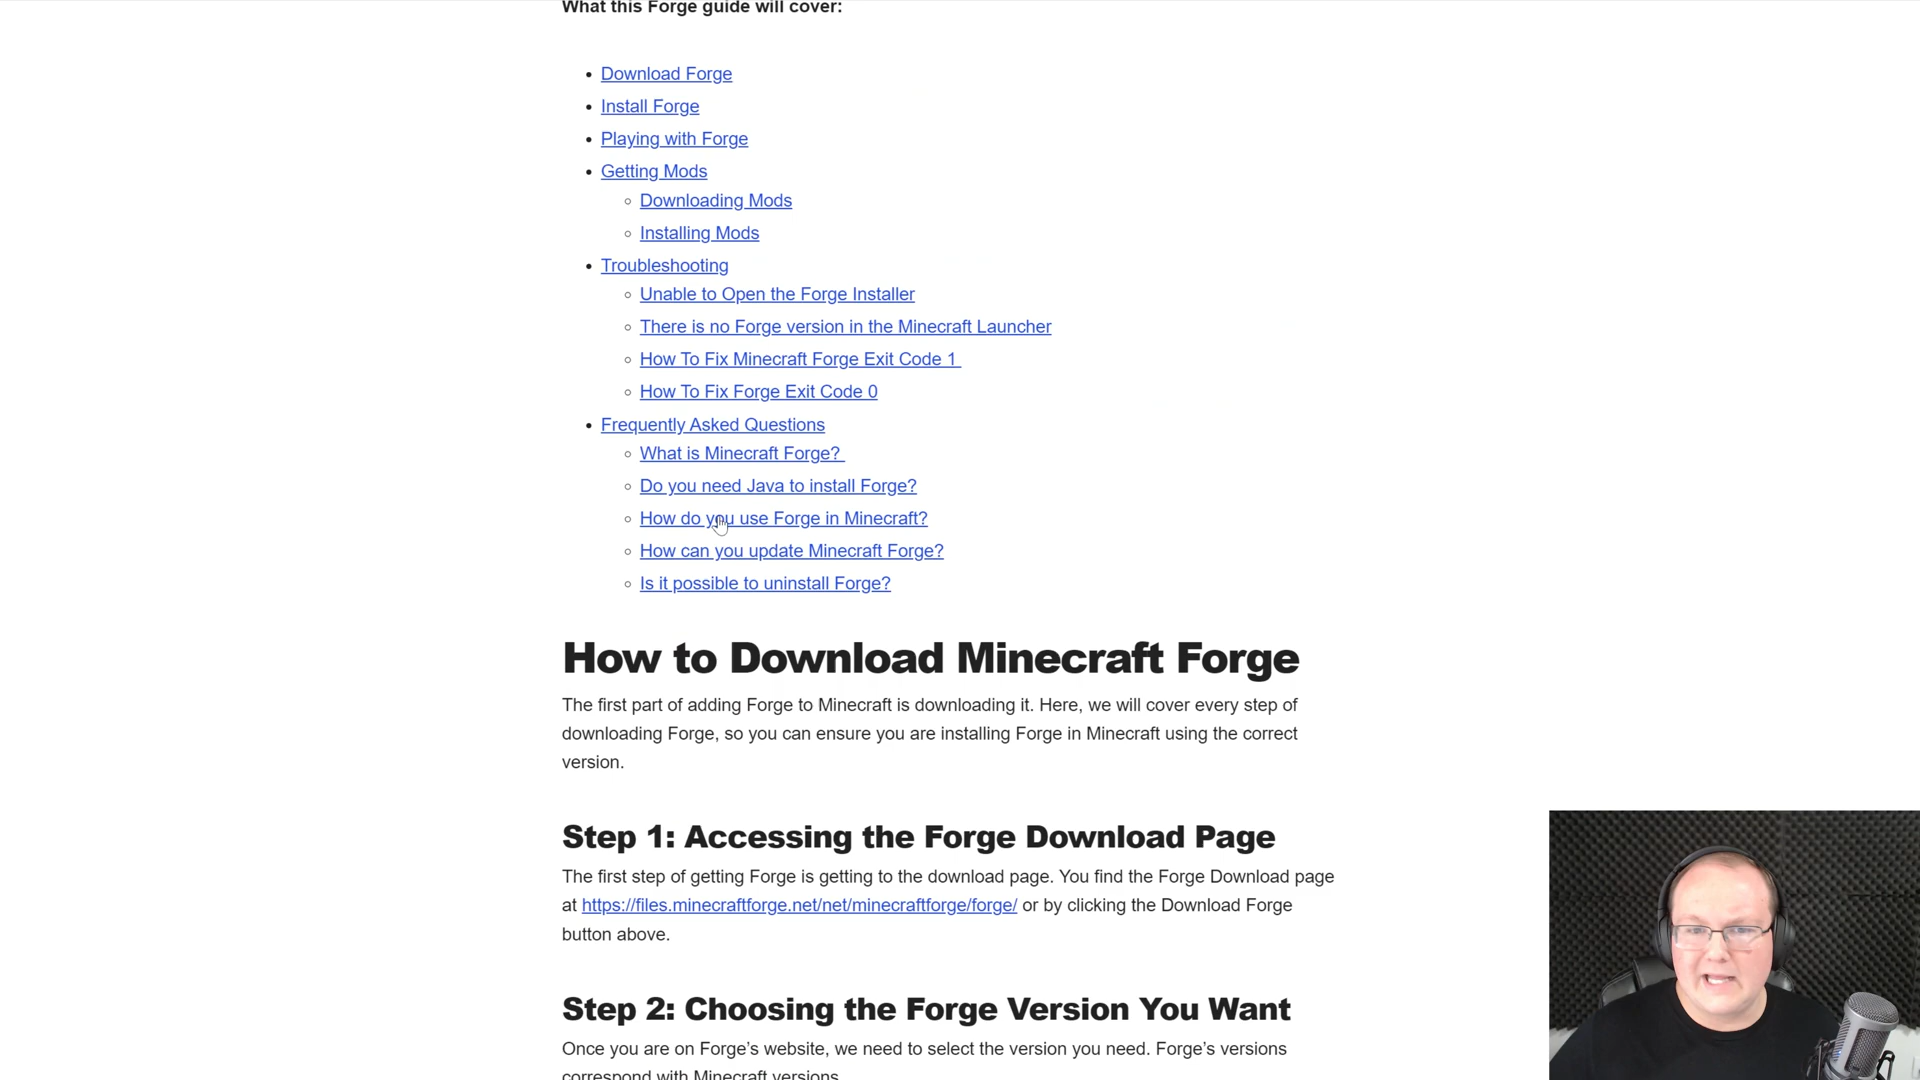 What this Forge guide will cover:
Download Forge
Install Forge
Playing with Forge
Getting Mods
Downloading Mods
Installing Mods
Troubleshooting
Unable to Open the Forge Installer
There is no Forge version in the Minecraft Launcher
How To Fix Minecraft Forge Exit Code 1
How To Fix Forge Exit Code 0
Frequently Asked Questions
What is Minecraft Forge?
Do you need Java to install Forge?
How do you use Forge in Minecraft?
How can you update Minecraft Forge?
Is it possible to uninstall Forge?
How to Download Minecraft Forge
The first part of adding Forge to Minecraft is downloading it. Here, we will cover every step of
downloading Forge, so you can ensure you are installing Forge in Minecraft using the correct
version.
Step 1: Accessing the Forge Download Page
The first step of getting Forge is getting to the download page. You find the Forge Download page
at https://files.minecraftforge.net/net/minecraftforge/forge/ or by clicking the Download Forge
button above.
Step 2: Choosing the Forge Version You Want
Once you are on Forge’s website, we need to select the version you need. Forge’s versions
correspond with Minecraft versions.